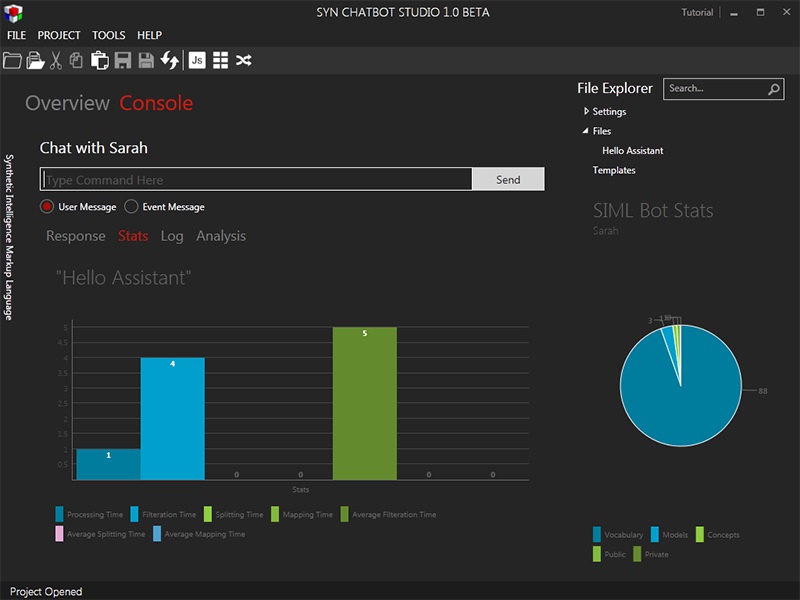 SYN CHATBOT STUDIO 1.0 BETA
Tutorial
FILE PROJECT TOOLS HELP
Js
Overview Console
Chat with Sarah
Type Command Here
Send
User Message Event Message
Response Stats Log Analysis
"Hello Assistant"
5
4.5
4
3.5
3
2.5
2
1.5
1
0.5
1
4
0
0
5
0
0
Stats
Processing Time Filteration Time Splitting Time Mapping Time Average Filteration Time
Average Splitting Time Average Mapping Time
Synthetic Intelligence Markup Language
File Explorer
Search...
Settings
Files
Hello Assistant
Templates
SIML Bot Stats
Sarah
3
88
Vocabulary Models Concepts
Public Private
Project Opened